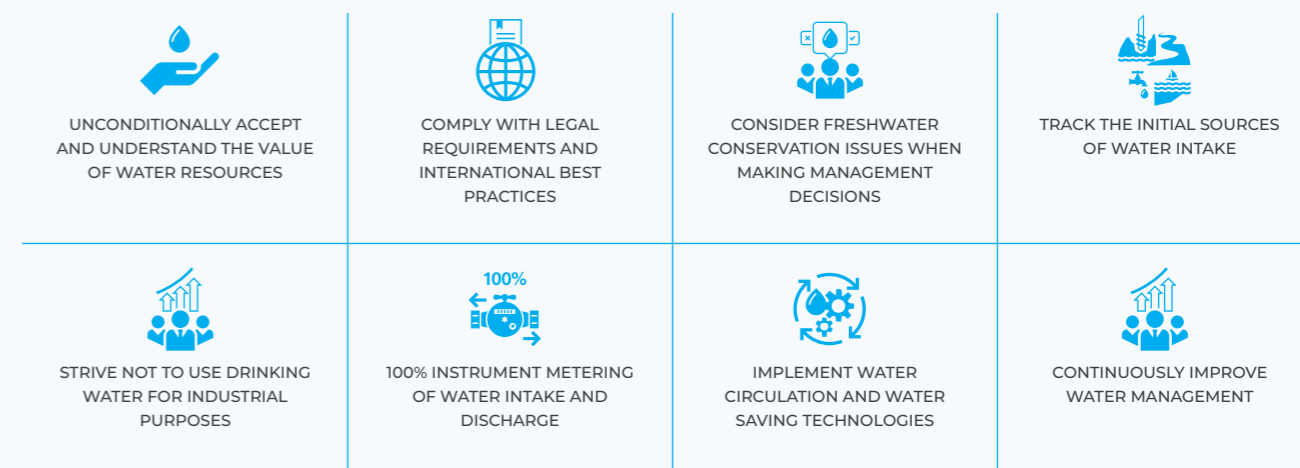 UNCONDITIONALLY ACCEPT
AND UNDERSTAND THE VALUE
OF WATER RESOURCES
COMPLY WITH LEGAL
REQUIREMENTS AND
INTERNATIONAL BEST
PRACTICES
CONSIDER FRESHWATER
CONSERVATION ISSUES WHEN
MAKING MANAGEMENT
DECISIONS
TRACK THE INITIAL SOURCES
OF WATER INTAKE
STRIVE NOT TO USE DRINKING
WATER FOR INDUSTRIAL
PURPOSES
100%
100% INSTRUMENT METERING
OF WATER INTAKE AND
DISCHARGE
IMPLEMENT WATER
CIRCULATION AND WATER
SAVING TECHNOLOGIES
CONTINUOUSLY IMPROVE
WATER MANAGEMENT